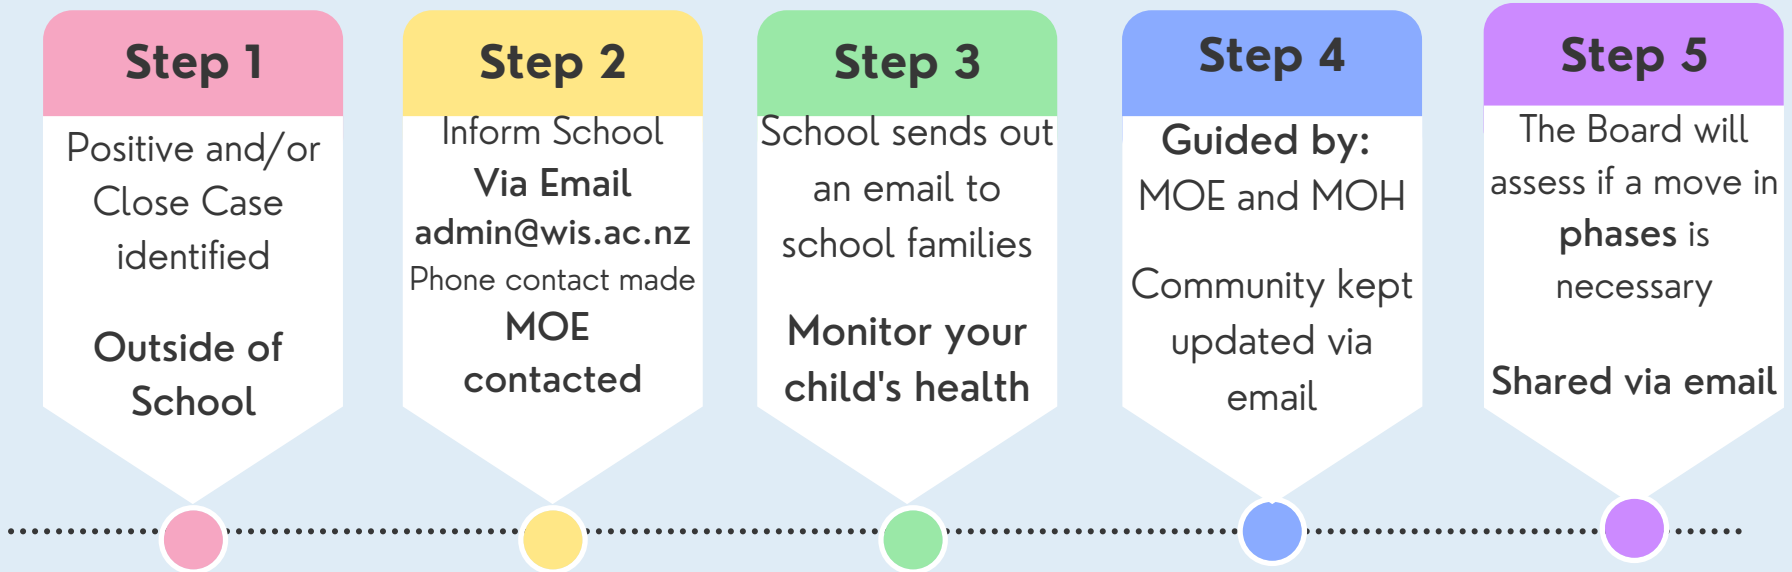 Step 1
Positive and/or
Close Case
identified
Outside of
School
Step 2
Inform School
Via Email
admin@wis.ac.nz
Phone contact made
MOE
contacted
Step 3
School sends out
an email to
school families
Monitor your
child's health
Step 4
Guided by:
MOE and MOH
Community kept
updated via
email
Step 5
The Board will
assess if a move in
phases is
necessary
Shared via email